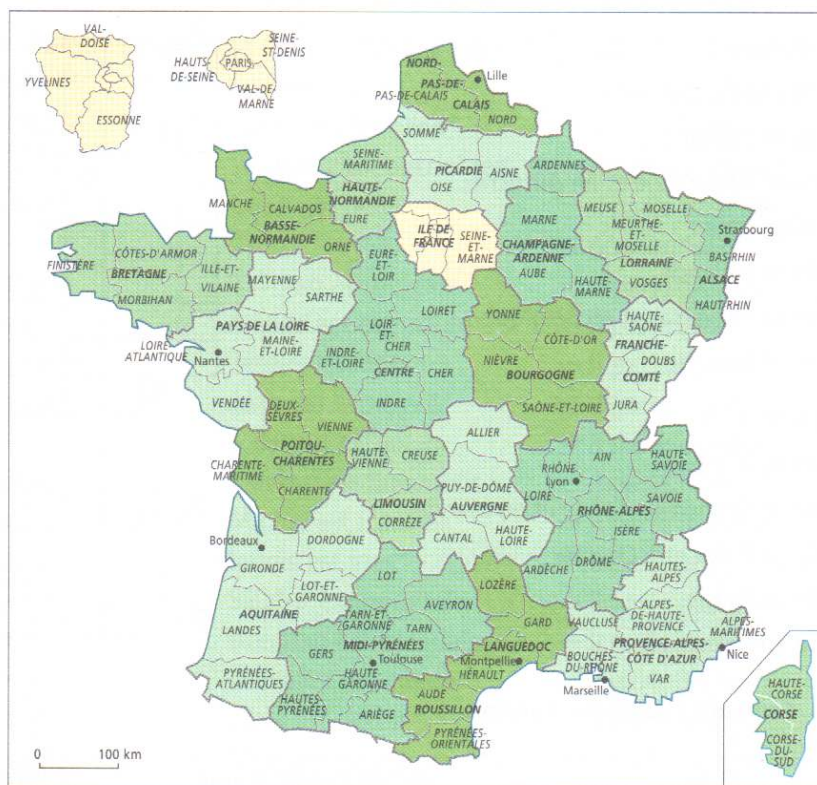 VAL-
DOISE
YVELINES
ESSONNE
HAUTS-
DE-SEINE
PARIS
SEINE-
ST-DENIS
VAL-DE-
MARNE
NORD-
PAS-DE-
CALAIS
Lille
PAS-DE-CALAIS
NORD
SOMME
PICARDIE
AISNE
OISE
SEINE-
MARITIME
HAUTE-
NORMANDIE
EURE
ARDENNES
MARNE
CHAMPAGNE-
ARDENNE
AUBE
HAUTE-
MARNE
MEUSE
MOSELLE
MEURTHE-
ET-
MOSELLE
LORRAINE
VOSGES
Strasbourg
BAS-RHIN
ALSACE
HAUT-RHIN
MANCHE
CALVADOS
BASSE-
NORMANDIE
ORNE
ILE DE
FRANCE
SEINE-
ET-MARNE
FINISTÈRE
CÔTES-D'ARMOR
BRETAGNE
ILLE-ET-
VILAINE
MORBIHAN
MAYENNE
SARTHE
PAYS DE LA LOIRE
LOIRE-
ATLANTIQUE
Nantes
MAINE-
ET-LOIRE
VENDÉE
EURE-
ET-
LOIR
LOIRET
LOIR-
ET-
CHER
INDRE-
ET-LOIRE
CENTRE
CHER
INDRE
YONNE
CÔTE-D'OR
NIÈVRE
BOURGOGNE
SAÔNE-ET-LOIRE
HAUTE-
SAÔNE
FRANCHE-
DOUBS
COMTÉ
JURA
DEUX-
SÈVRES
VIENNE
POITOU-
CHARENTES
CHARENTE-
MARITIME
CHARENTE
HAUTE-
VIENNE
CREUSE
LIMOUSIN
CORRÈZE
ALLIER
PUY-DE-DÔME
AUVERGNE
CANTAL
HAUTE-
LOIRE
RHÔNE
Lyon
LOIRE
AIN
HAUTE
SAVOIE
SAVOIE
RHÔNE-ALPES
ISÈRE
DRÔME
ARDÈCHE
Bordeaux
DORDOGNE
GIRONDE
LOT-ET-
GARONNE
AQUITAINE
LANDES
PYRÉNÉES-
ATLANTIQUES
LOT
AVEYRON
TARN-ET-
GARONNE
TARN
MIDI-PYRÉNÉES
GERS
Toulouse
HAUTE-
GARONNE
HAUTES-
PYRÉNÉES
ARIÈGE
LOZÈRE
GARD
LANGUEDOC
Montpellier
HÉRAULT
AUDE
ROUSSILLON
PYRÉNÉES-
ORIENTALES
HAUTES-
ALPES
ALPES-
DE-HAUTE-
PROVENCE
ALPES-
MARITIMES
VAUCLUSE
PROVENCE-ALPES-
CÔTE D'AZUR
BOUCHES-
DU-RHÔNE
Nice
VAR
Marseille
HAUTE-
CORSE
CORSE
CORSE-
DU-
SUD
0 100 km